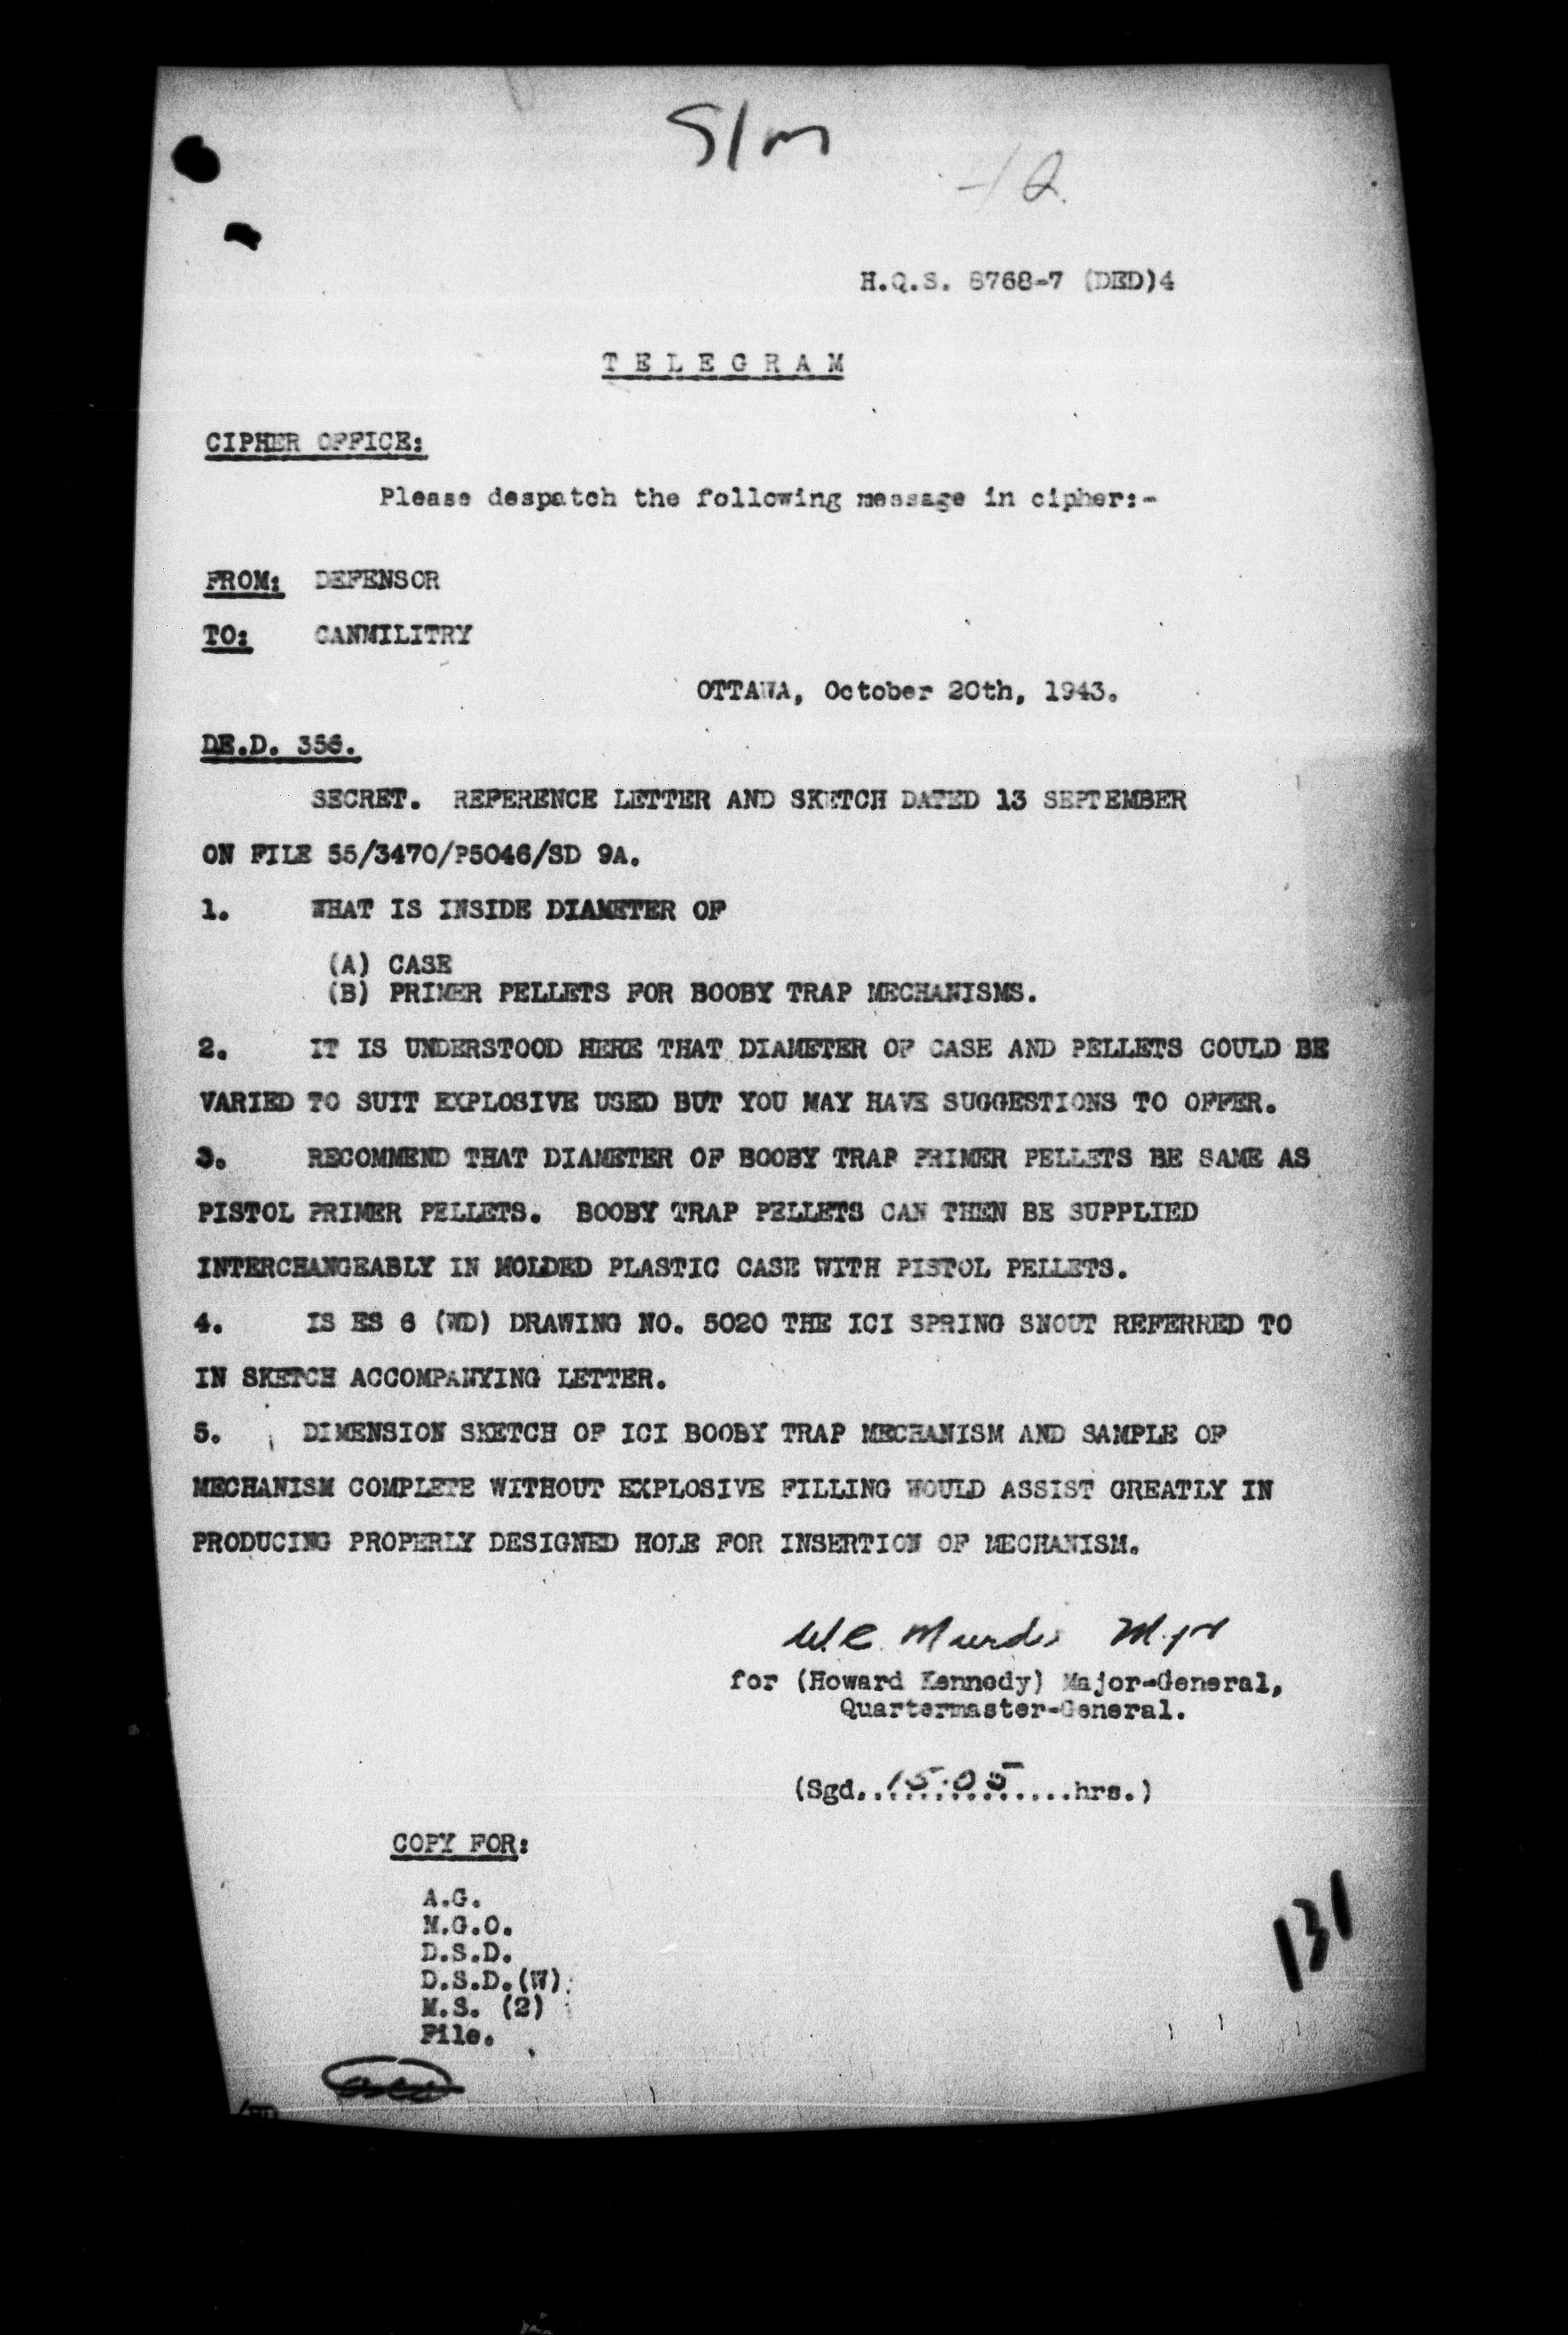 S/m
H.Q.S. 8768-7 (DED)4
TELEGRAM
CIPHER OFFICE:
Please despatch the following message in cipher:-
FROM: DEFENSOR
TO: CANMILITRY
OTTAWA, October 20th, 1943.
DE.D. 356.
SECRET. REFERENCE LETTER AND SKETCH DATED 13 SEPTEMBER
ON FILE 55/3470/P5046/SD 9A.
1. WHAT IS INSIDE DIAMETER OF
(A) CASE
(B) PRIMER PELLETS FOR BOOBY TRAP MECHANISMS.
2. IT IS UNDERSTOOD HERE THAT DIAMETER OF CASE AND PELLETS COULD BE
VARIED TO SUIT EXPLOSIVE USED BUT YOU MAY HAVE SUGGESTIONS TO OFFER.
3. RECOMMEND THAT DIAMETER OF BOOBY TRAP PRIMER PELLETS BE SAME AS
PISTOL PRIMER PELLETS. BOOBY TRAP PELLETS CAN THEN BE SUPPLIED
INTERCHANGEABLY IN MOLDED PLASTIC CASE WITH PISTOL PELLETS.
4. IS ES 6 (WD) DRAWING NO. 5020 THE ICI SPRING SNOUT REFERRED TO
IN SKETCH ACCOMPANYING LETTER.
5. DIMENSION SKETCH OF ICI BOOBY TRAP MECHANISM AND SAMPLE OF
MECHANISM COMPLETE WITHOUT EXPLOSIVE FILLING WOULD ASSIST GREATLY IN
PRODUCING PROPERLY DESIGNED HOLE FOR INSERTION OF MECHANISM.
for (Howard Kennedy) Major-General,
Quartermaster-General.
(Sgd..15.05....hrs.)
COPY FOR:
A.G.
M.G.O.
D.S.D.
D.S.D.(W)
M.S. (2)
File.
131